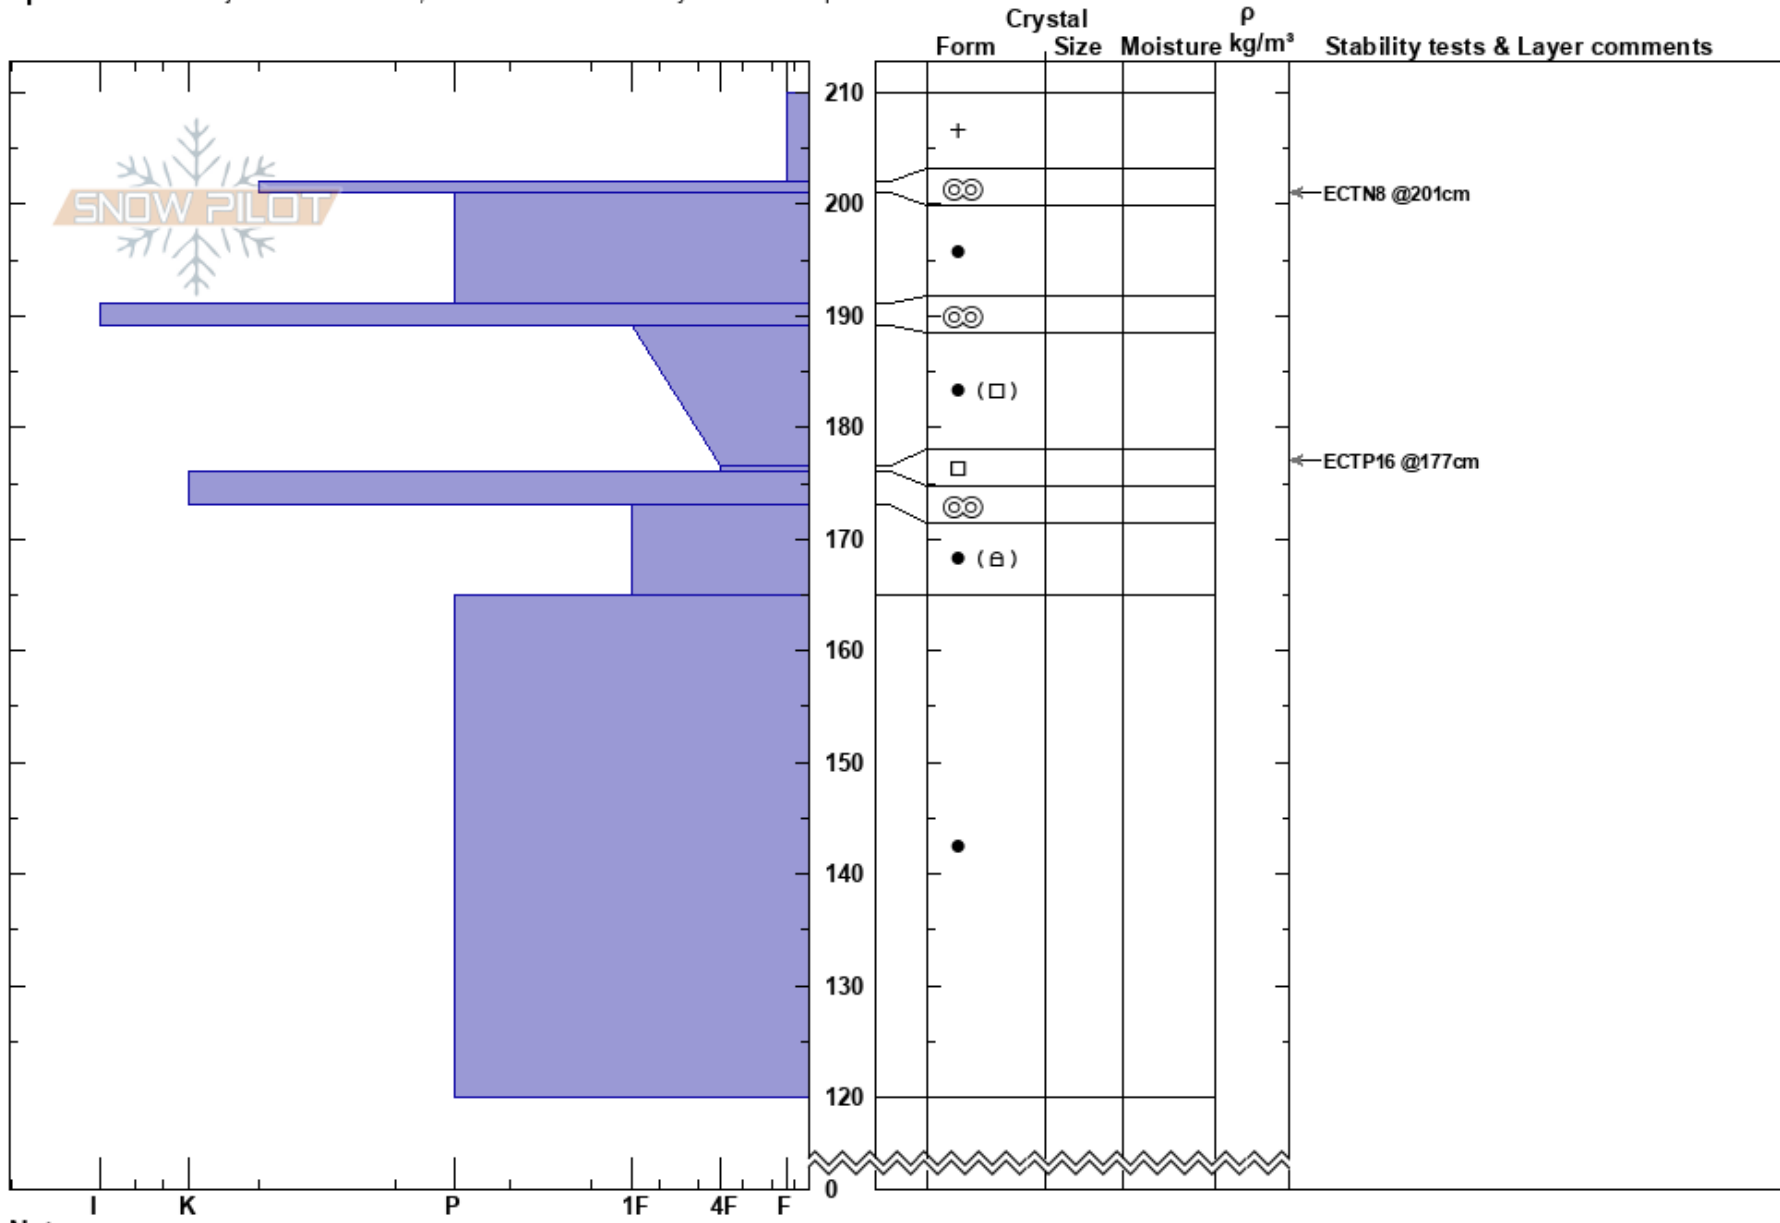 Crystal ρ
Form Size Moisture kg/m³ Stability tests & Layer comments
210
SNOW PILOT
200 ECTN8 @201cm
190
180
ECTP16 @177cm
170
160
150
140
130
120
0
I K P 1F 4F F